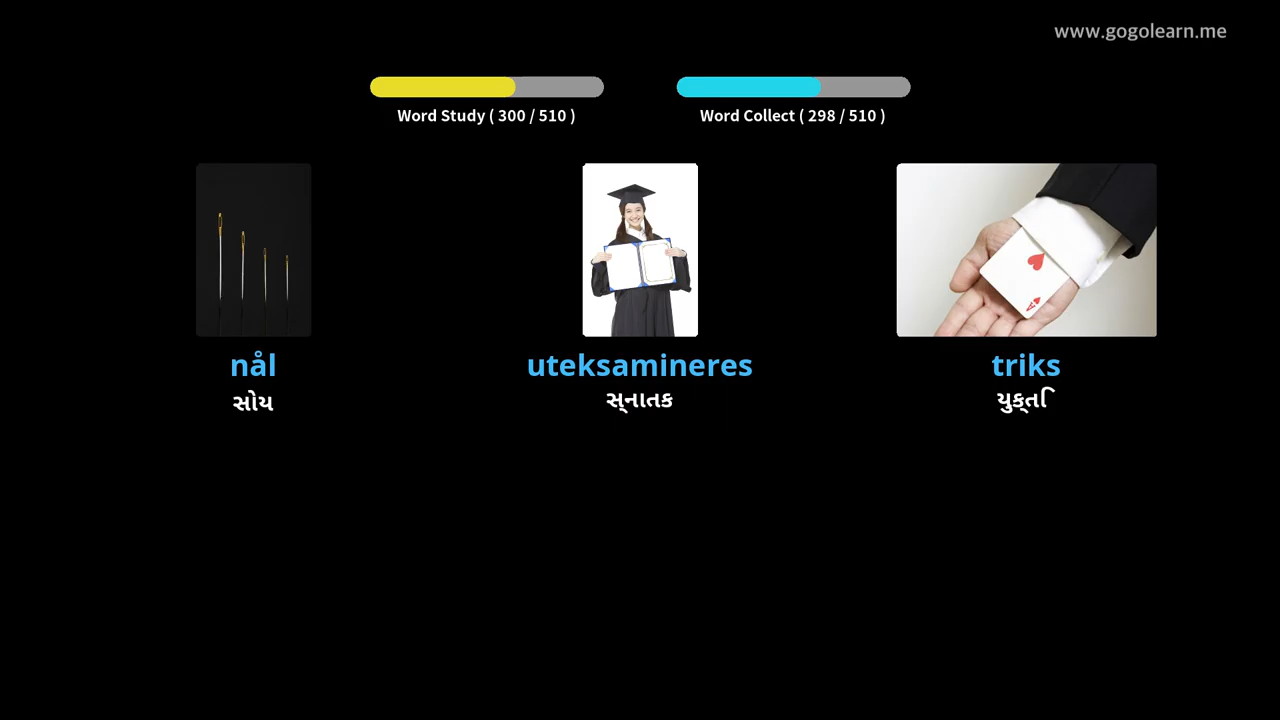 www.gogolearn.me
Word Study ( 300 / 510 )
Word Collect ( 298 / 510 )
nål
સોય
uteksamineres
સ્નાતક
triks
યુક્તિ